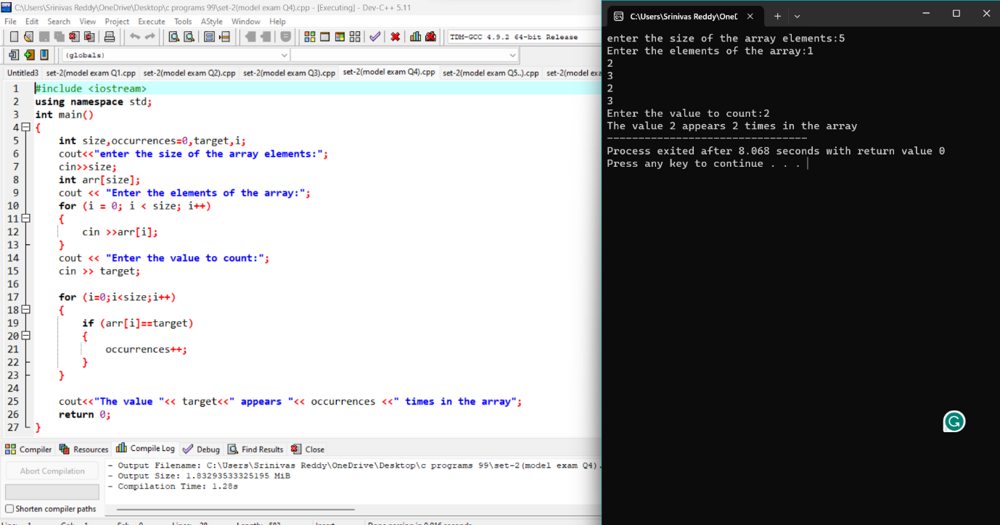 C:\Users\Srinivas Reddy\OneDrive\Desktop\c programs 99\set-2(model exam Q4).cpp - [Executing] - Dev-C++ 5.11
File Edit Search View Project Execute Tools AStyle Window Help
TDM-GCC 4.9.2 64-bit Release
(globals)
Untitled3 set-2(model exam Q1.cpp set-2(model exam Q2).cpp set-2(model exam Q3).cpp set-2(model exam Q4).cpp set-2(model exam Q5..).cpp set-2(model exa
1 #include <iostream>
2 using namespace std;
3 int main()
4 {
5 int size,occurrences=0,target,i;
6 cout<<"enter the size of the array elements:";
7 cin>>size;
8 int arr[size];
9 cout << "Enter the elements of the array:";
10 for (i = 0; i < size; i++)
11 {
12 cin >>arr[i];
13 }
14 cout << "Enter the value to count:";
15 cin >> target;
16
17 for (i=0;i<size;i++)
18 {
19 if (arr[i]==target)
20 {
21 occurrences++;
22 }
23 }
24
25 cout<<"The value "<< target<<" appears "<< occurrences <<" times in the array";
26 return 0;
27 }
Compiler Resources Compile Log Debug Find Results Close
Abort Compilation
Shorten compiler paths
- Output Filename: C:\Users\Srinivas Reddy\OneDrive\Desktop\c programs 99\set-2(model exam Q4).
- Output Size: 1.83293533325195 MiB
- Compilation Time: 1.28s
C:\Users\Srinivas Reddy\OneD
enter the size of the array elements:5
Enter the elements of the array:1
2
3
2
3
Enter the value to count:2
The value 2 appears 2 times in the array
--------------------------------
Process exited after 8.068 seconds with return value 0
Press any key to continue . . .